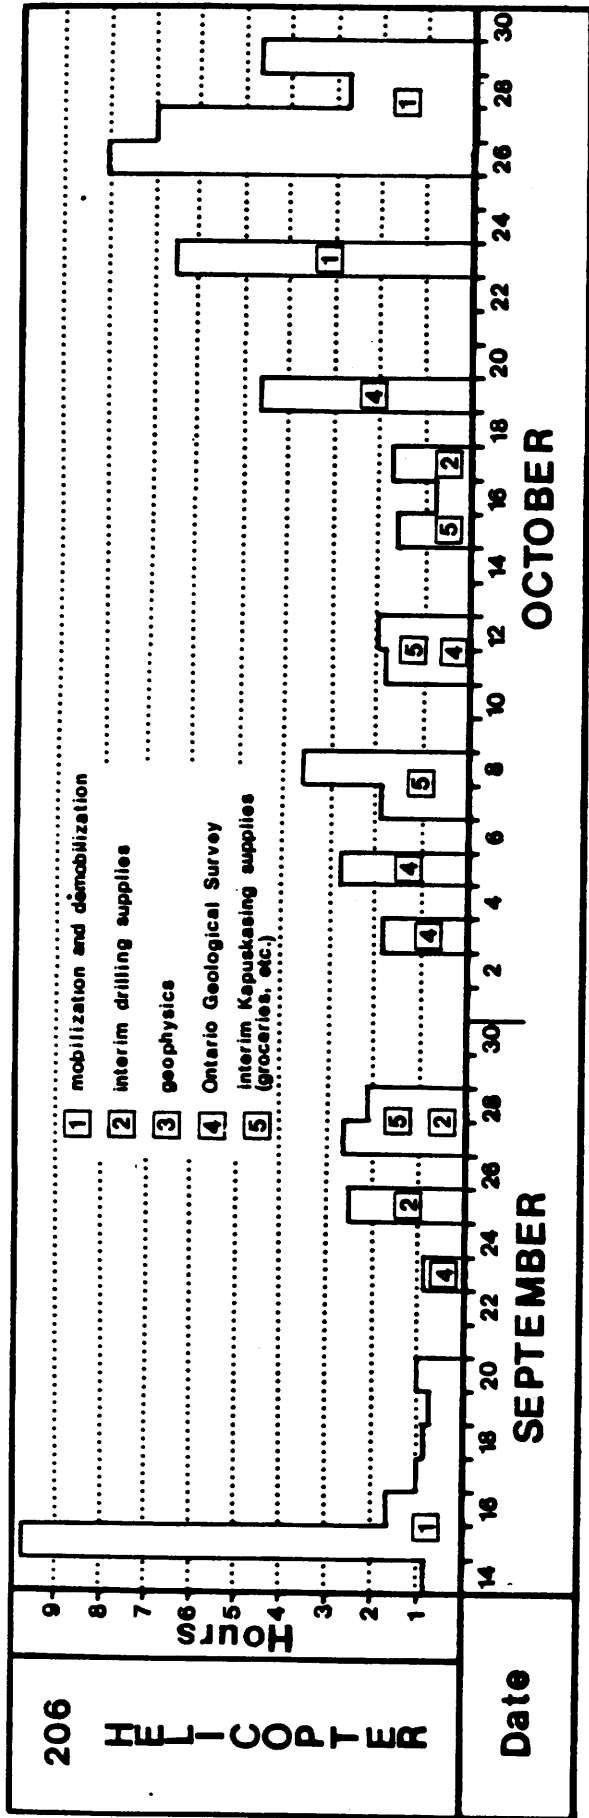 206
HELICOPTER
Hours
9
8
7
6
5
4
3
2
1
1 mobilization and demobilization
2 interim drilling supplies
3 geophysics
4 Ontario Geological Survey
5 interim Kapuskasing supplies
(groceries, etc.)
1
4
2
5
2
4
4
5
5
4
5
2
4
1
1
Date
14 16 18 20 22 24 26 28 30 2 4 6 8 10 12 14 16 18 20 22 24 26 28 30
SEPTEMBER OCTOBER